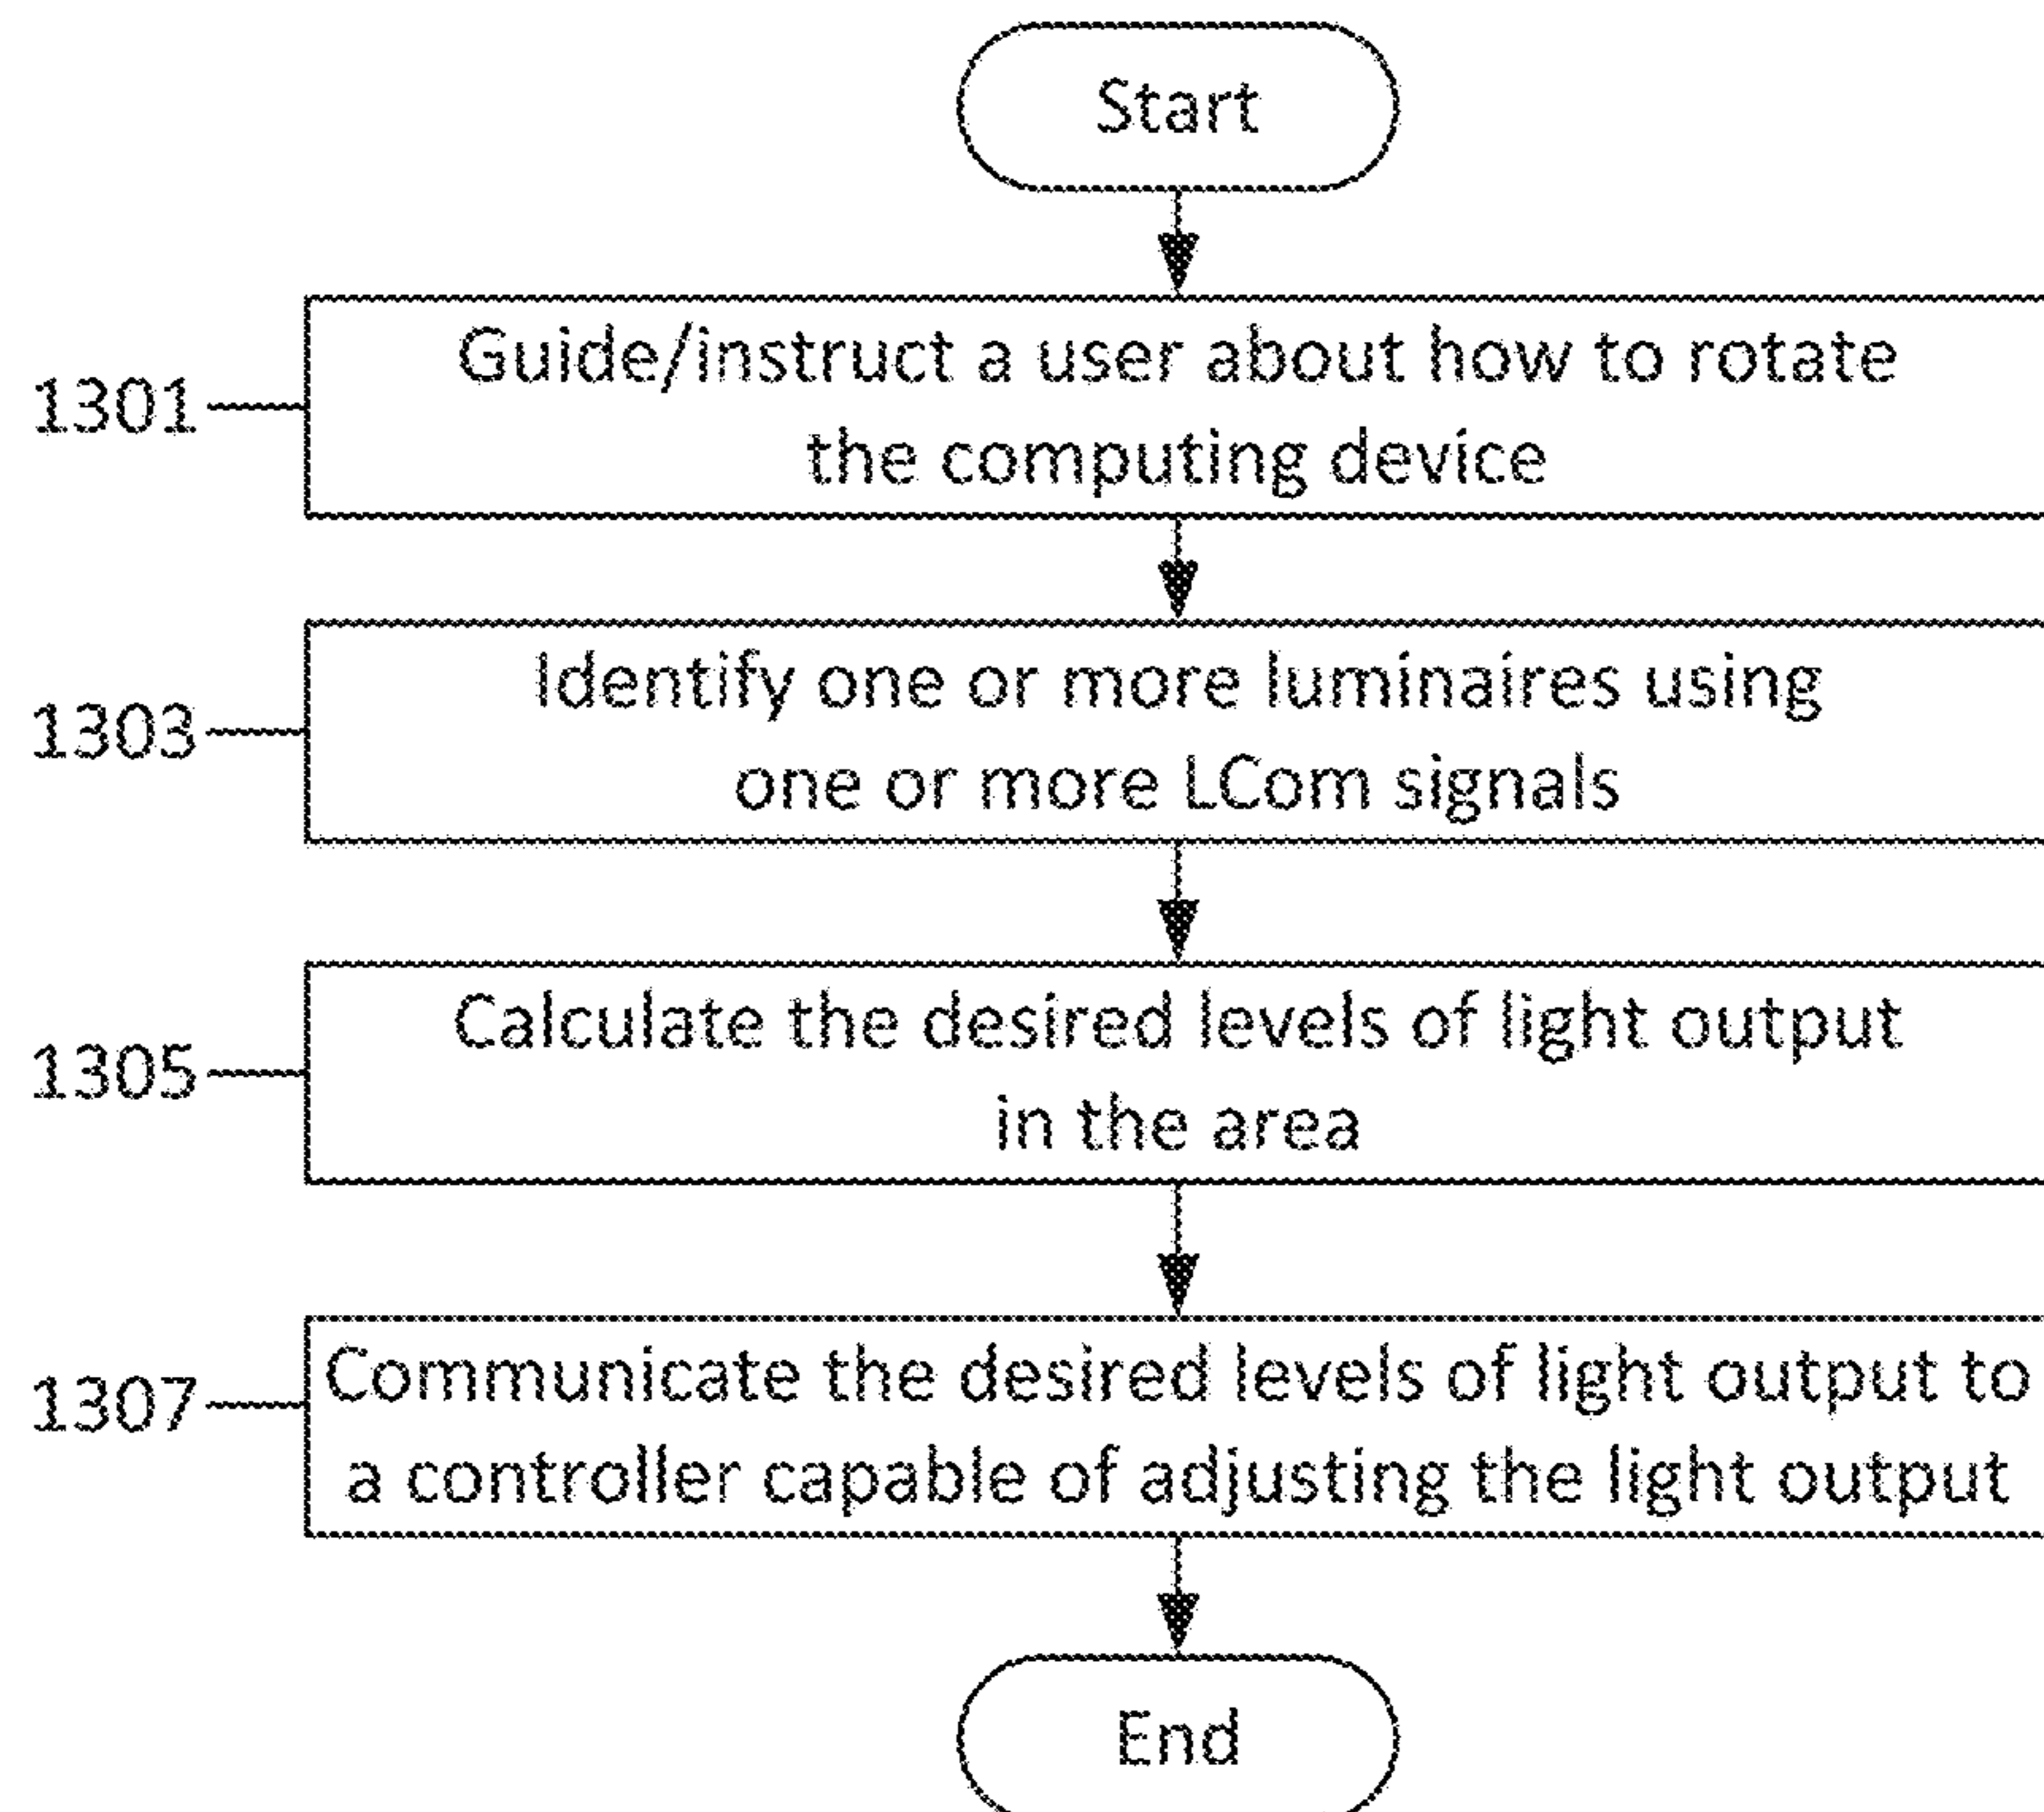 Start
1301
Guide/instruct a user about how to rotate
the computing device
1303
Identify one or more luminaires using
one or more LCom signals
1305
Calculate the desired levels of light output
in the area
1307
Communicate the desired levels of light output to
a controller capable of adjusting the light output
End